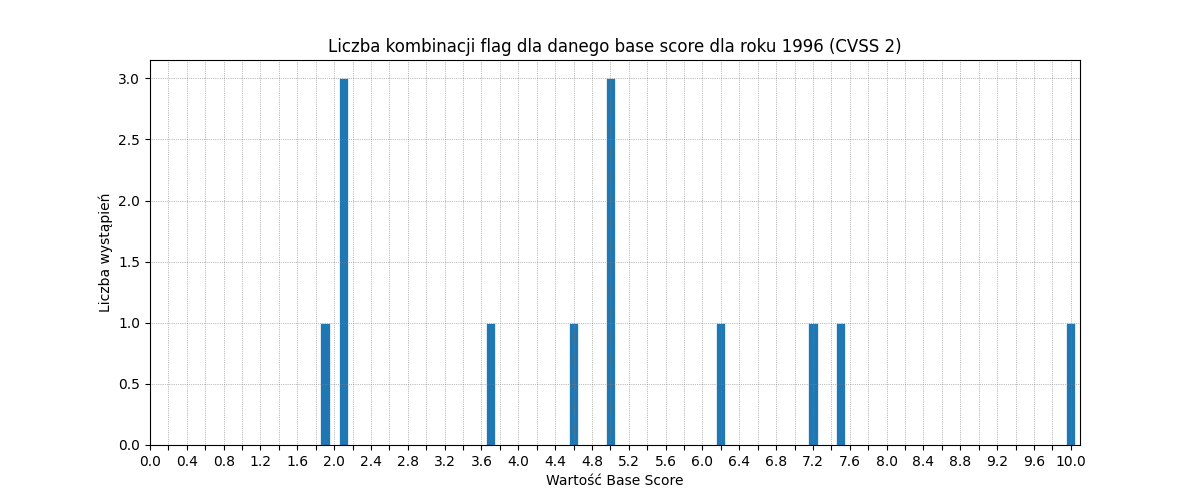 Liczba kombinacji flag dla danego base score dla roku 1996 (CVSS 2)
Liczba wystąpień
3.0
2.5
2.0
1.5
1.0
0.5
0.0
0.0 0.4 0.8 1.2 1.6 2.0 2.4 2.8 3.2 3.6 4.0 4.4 4.8 5.2 5.6 6.0 6.4 6.8 7.2 7.6 8.0 8.4 8.8 9.2 9.6 10.0
Wartość Base Score